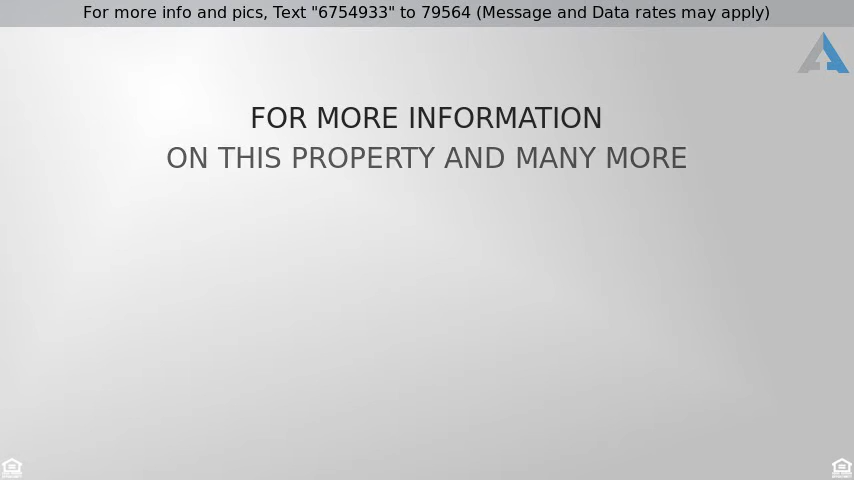 For more info and pics, Text "6754933" to 79564 (Message and Data rates may apply)
FOR MORE INFORMATION
ON THIS PROPERTY AND MANY MORE